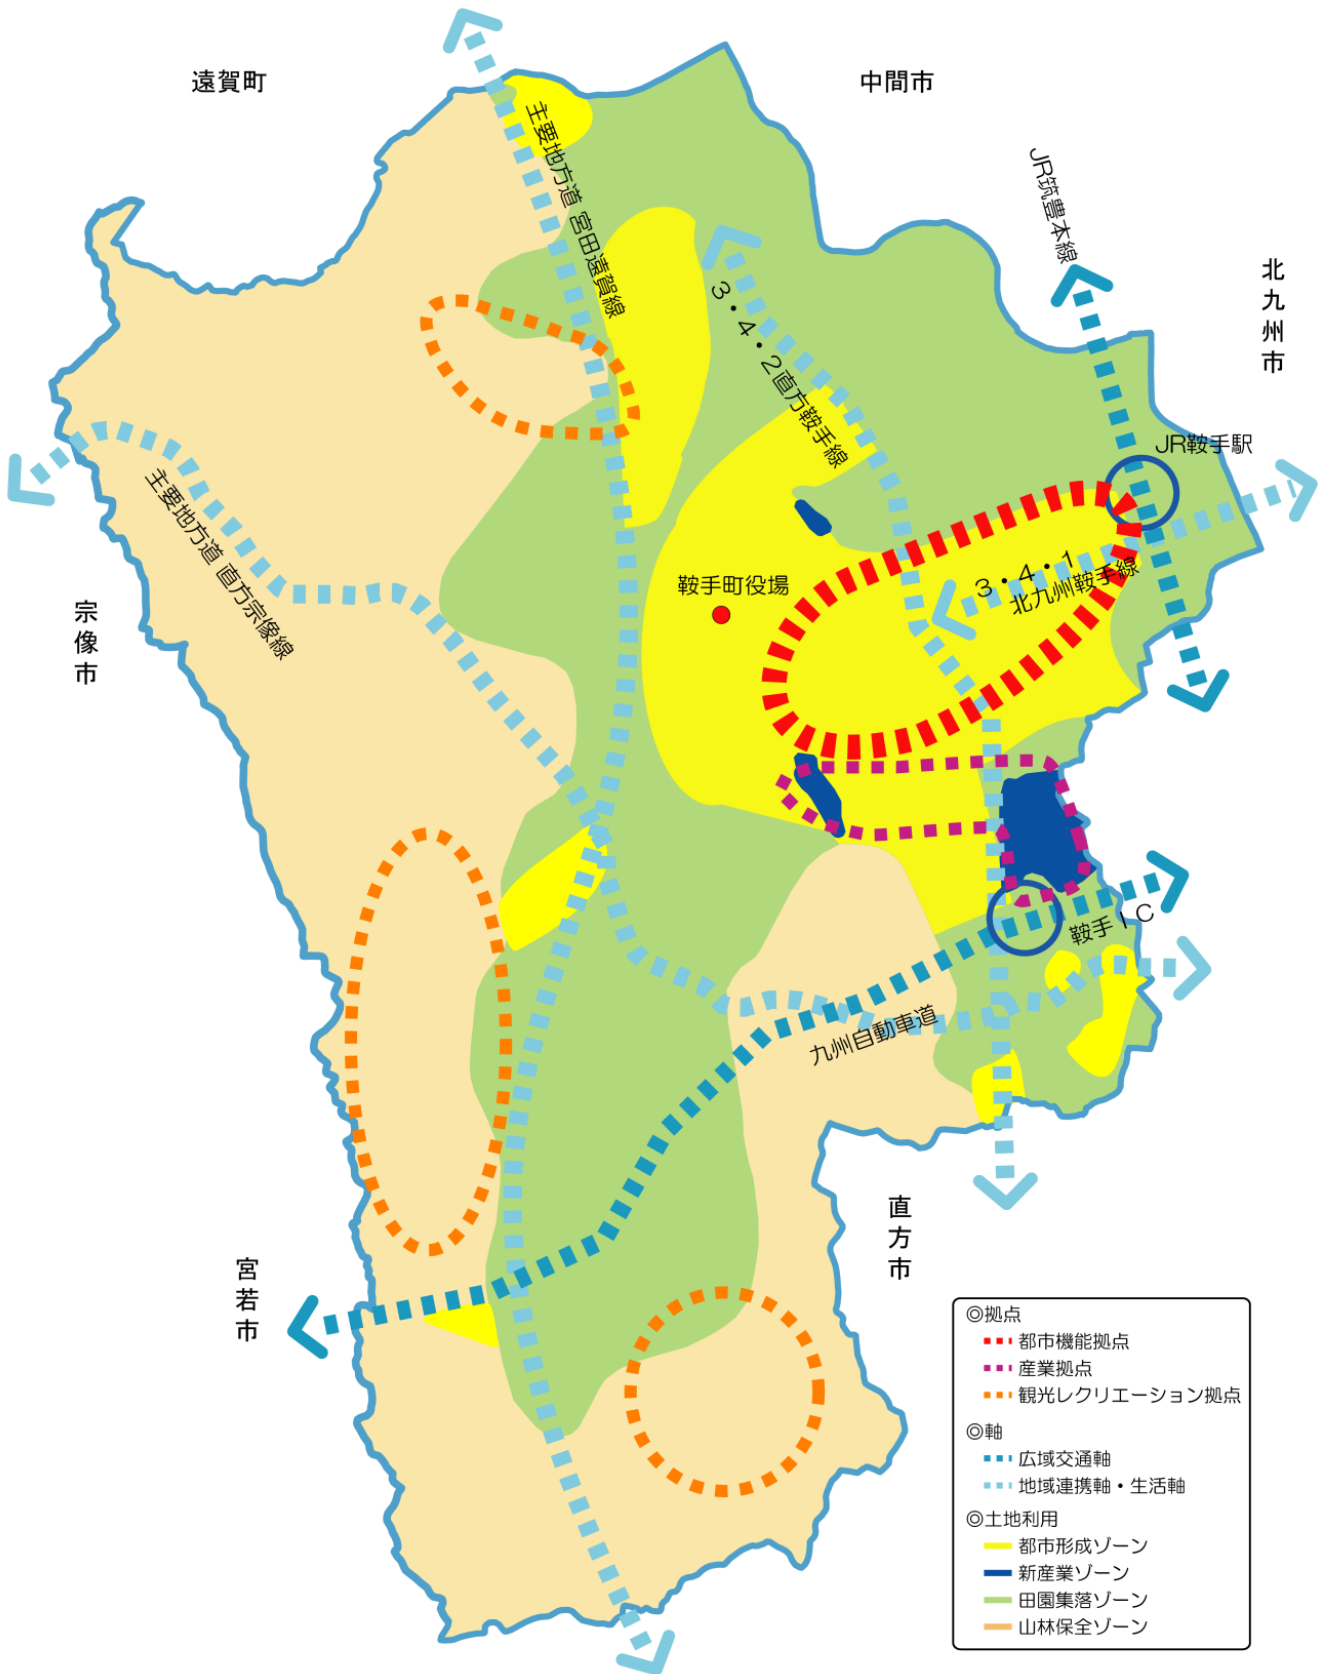 遠賀町
中間市
主要地方道 宮田遠賀線
JR筑豊本線
北九州市
3・4・2直方鞍手線
JR鞍手駅
主要地方道 直方宗像線
3・4・1
北九州鞍手線
鞍手町役場
宗像市
鞍手IC
九州自動車道
直方市
宮若市
◎拠点
都市機能拠点
産業拠点
観光レクリエーション拠点
◎軸
広域交通軸
地域連携軸・生活軸
◎土地利用
都市形成ゾーン
新産業ゾーン
田園集落ゾーン
山林保全ゾーン